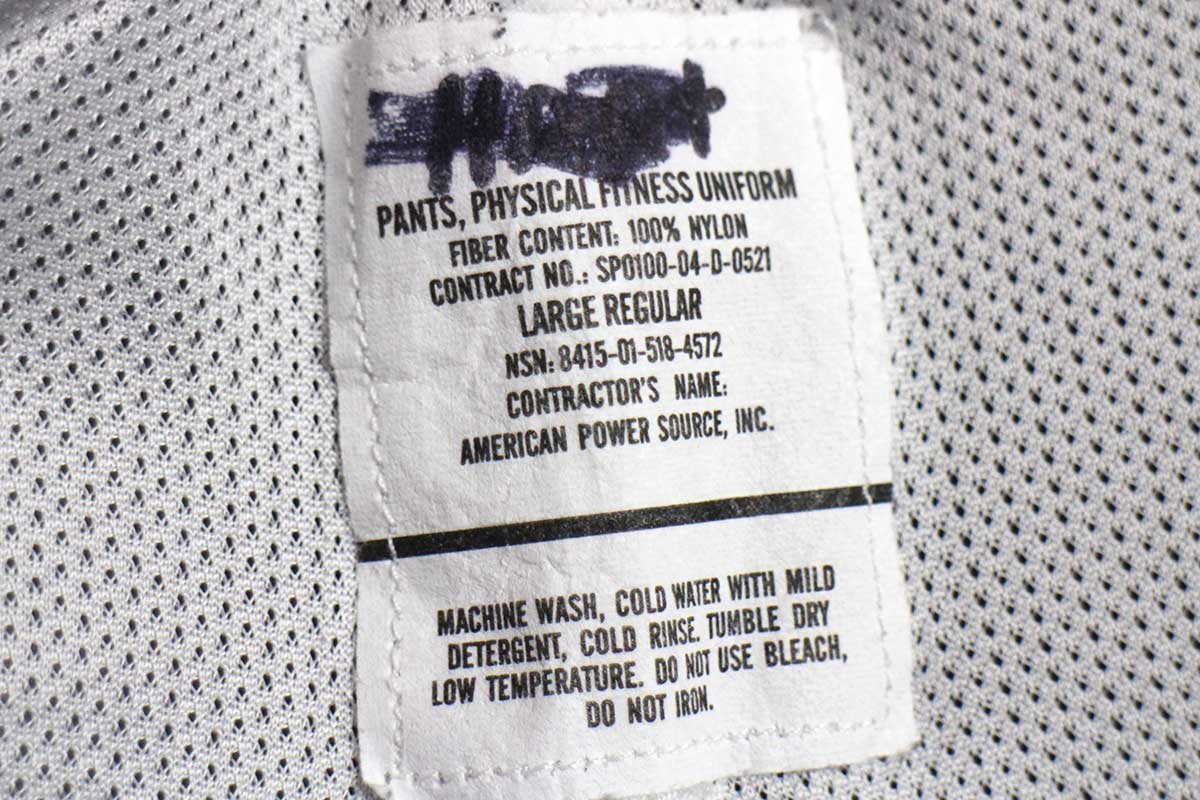 PANTS, PHYSICAL FITNESS UNIFORM
FIBER CONTENT: 100% NYLON
CONTRACT NO.: SPO100-04-D-0521
LARGE REGULAR
NSN: 8415-01-518-4572
CONTRACTOR'S NAME:
AMERICAN POWER SOURCE, INC.
MACHINE WASH, COLD WATER WITH MILD
DETERGENT, COLD RINSE. TUMBLE DRY
LOW TEMPERATURE. DO NOT USE BLEACH,
DO NOT IRON.